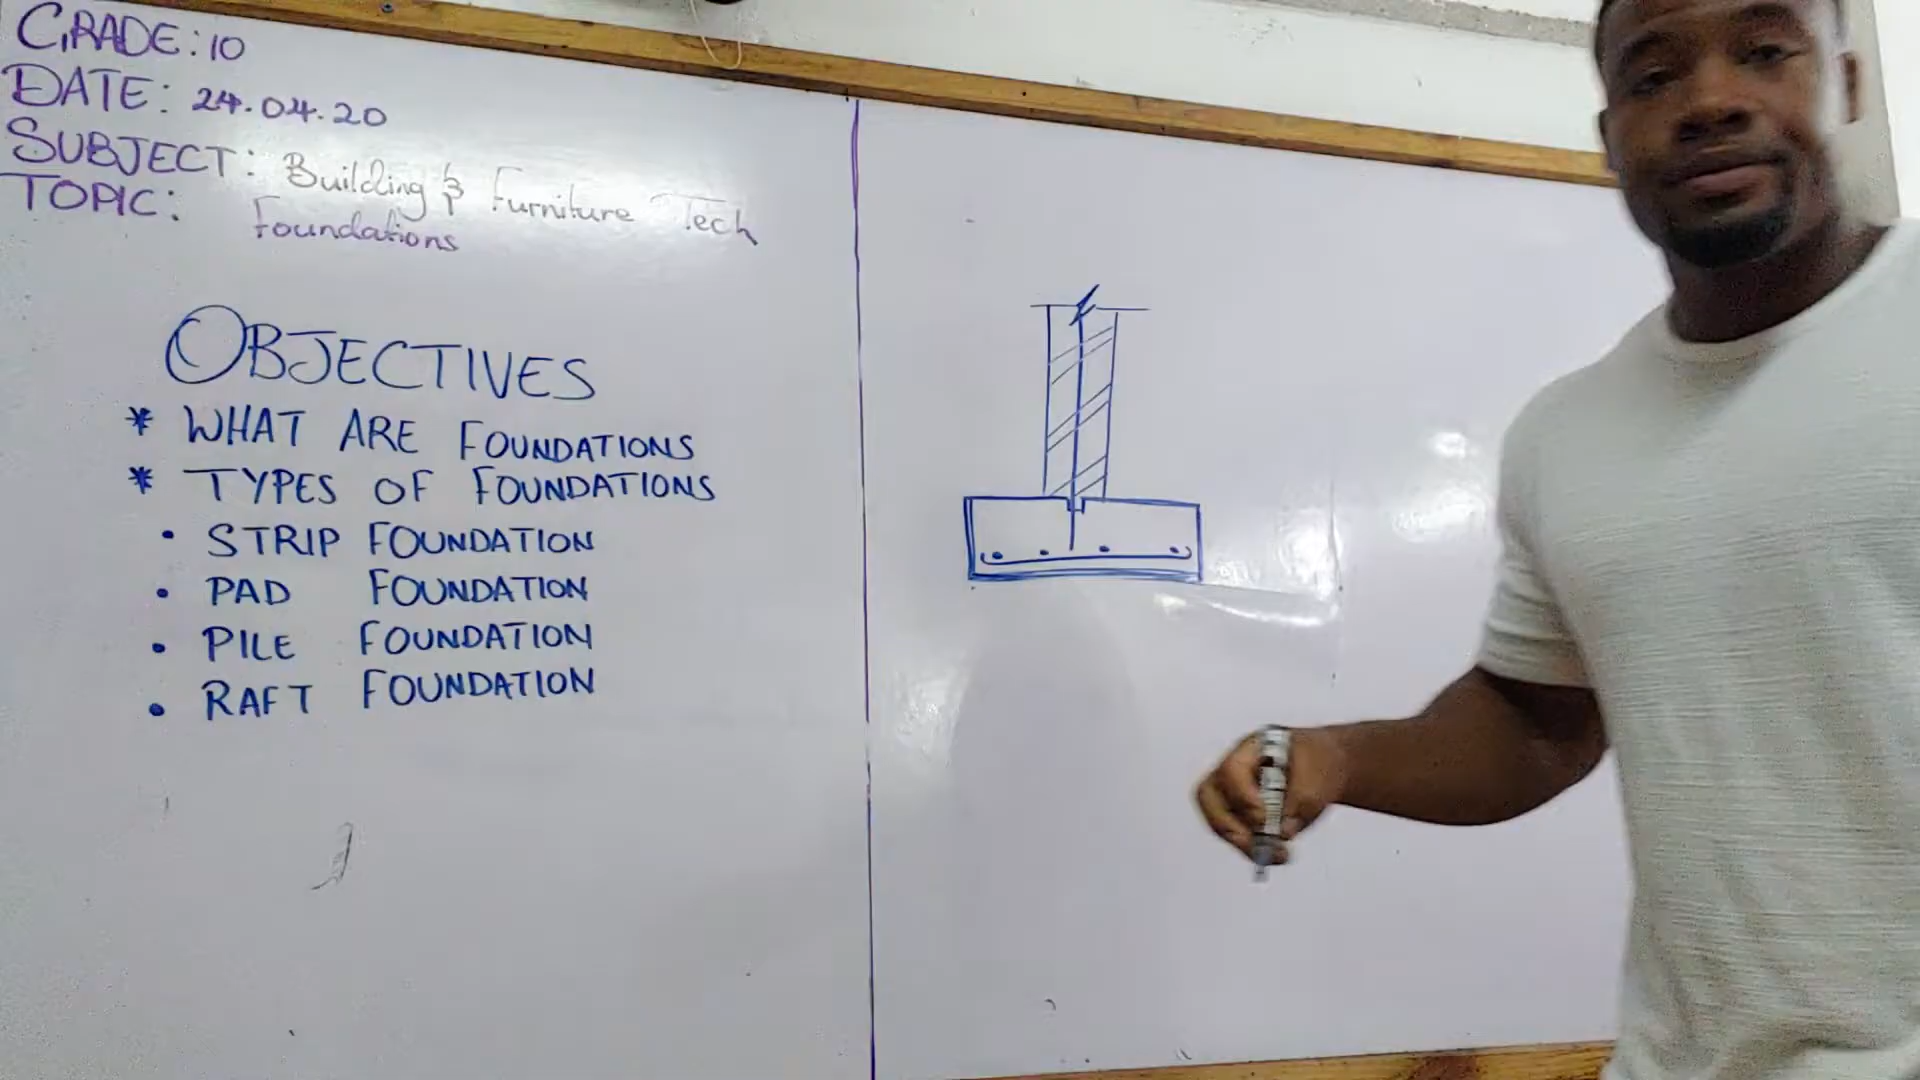 GRADE: 10
DATE: 24.04.20
SUBJECT: Building & Furniture Tech
TOPIC: Foundations
OBJECTIVES
* WHAT ARE FOUNDATIONS
* TYPES OF FOUNDATIONS
• STRIP FOUNDATION
• PAD FOUNDATION
• PILE FOUNDATION
• RAFT FOUNDATION